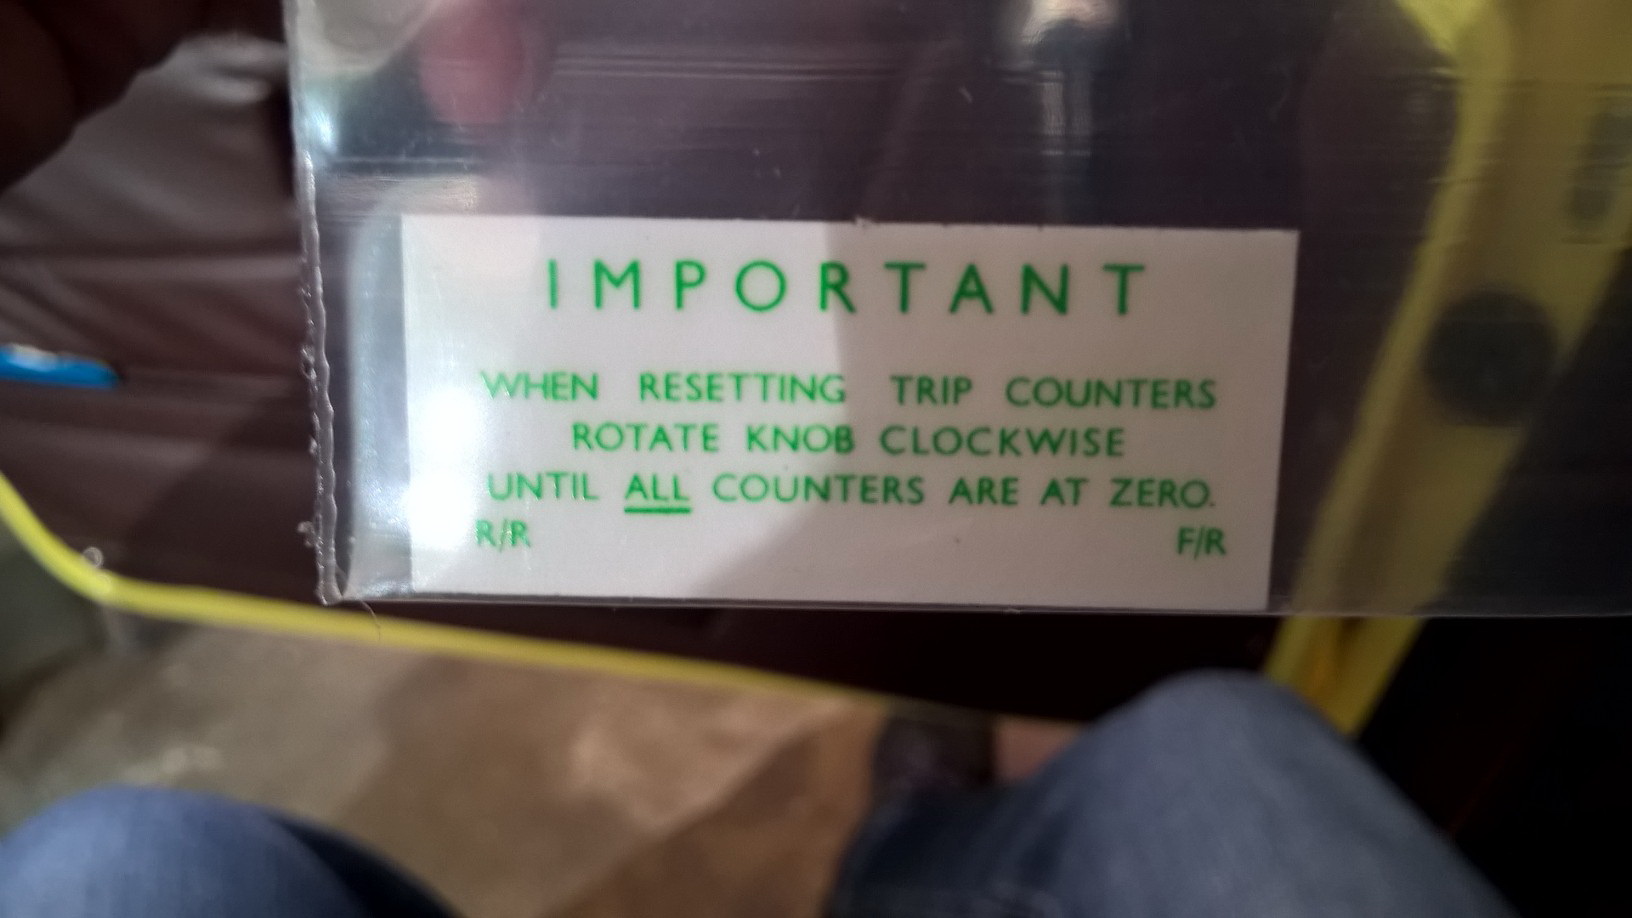 IMPORTANT
WHEN RESETTING TRIP COUNTERS
ROTATE KNOB CLOCKWISE
UNTIL ALL COUNTERS ARE AT ZERO.
R/R F/R